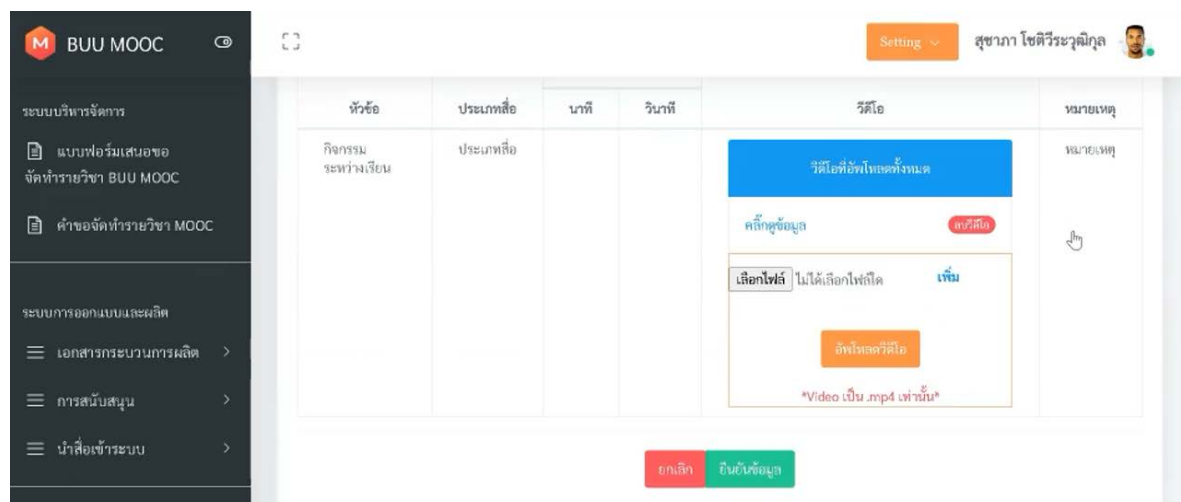 BUU MOOC
Setting
สุชาภา โชติวีระวุฒิกุล
ระบบบริหารจัดการ
แบบฟอร์มเสนอขอ
จัดทำรายวิชา BUU MOOC
คำขอจัดทำรายวิชา MOOC
ระบบการออกแบบและผลิต
เอกสารกระบวนการผลิต
การสนับสนุน
นำสื่อเข้าระบบ
หัวข้อ ประเภทสื่อ นาที วินาที วีดีโอ หมายเหตุ
กิจกรรม ประเภทสื่อ หมายเหตุ
ระหว่างเรียน
วีดีโอที่อัพโหลดทั้งหมด
คลิ๊กดูข้อมูล ลบวีดีโอ
เลือกไฟล์ ไม่ได้เลือกไฟล์ใด เพิ่ม
อัพโหลดวีดีโอ
*Video เป็น .mp4 เท่านั้น*
ยกเลิก ยืนยันข้อมูล